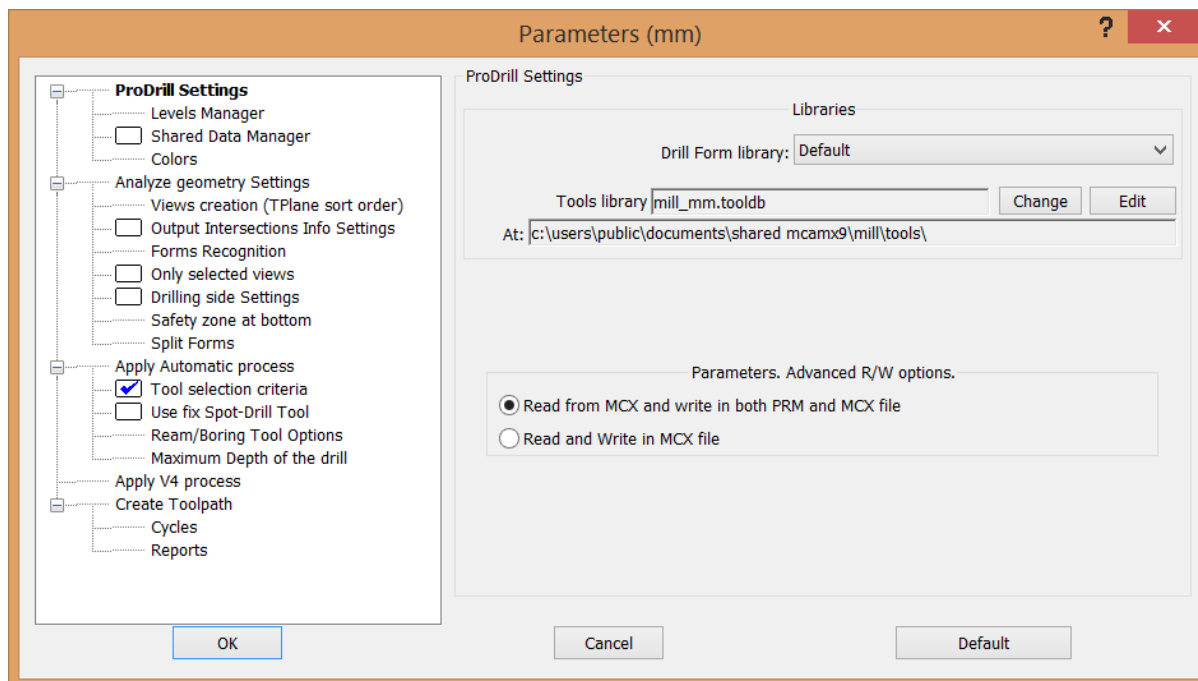 Parameters (mm)
?
ProDrill Settings
Levels Manager
Shared Data Manager
Colors
Analyze geometry Settings
Views creation (TPlane sort order)
Output Intersections Info Settings
Forms Recognition
Only selected views
Drilling side Settings
Safety zone at bottom
Split Forms
Apply Automatic process
Tool selection criteria
Use fix Spot-Drill Tool
Ream/Boring Tool Options
Maximum Depth of the drill
Apply V4 process
Create Toolpath
Cycles
Reports
ProDrill Settings
Libraries
Drill Form library: Default
Tools library mill_mm.tooldb Change Edit
At: c:\users\public\documents\shared mcamx9\mill\tools\
Parameters. Advanced R/W options.
Read from MCX and write in both PRM and MCX file
Read and Write in MCX file
OK Cancel Default